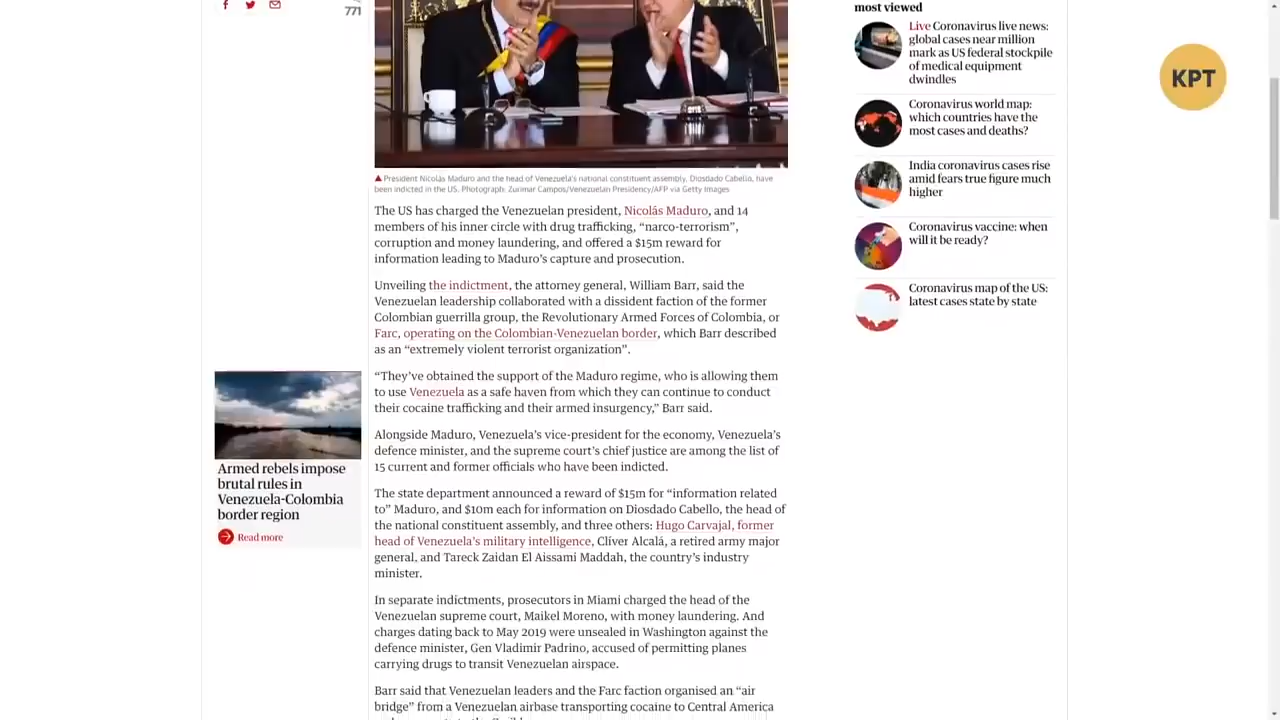 771
President Nicolás Maduro and the head of Venezuela's national constituent assembly, Diosdado Cabello, have
been indicted in the US. Photograph: Zurimar Campos/Venezuelan Presidency/AFP via Getty Images
The US has charged the Venezuelan president, Nicolás Maduro, and 14
members of his inner circle with drug trafficking, “narco-terrorism”,
corruption and money laundering, and offered a $15m reward for
information leading to Maduro’s capture and prosecution.
Unveiling the indictment, the attorney general, William Barr, said the
Venezuelan leadership collaborated with a dissident faction of the former
Colombian guerrilla group, the Revolutionary Armed Forces of Colombia, or
Farc, operating on the Colombian-Venezuelan border, which Barr described
as an “extremely violent terrorist organization”.
“They’ve obtained the support of the Maduro regime, who is allowing them
to use Venezuela as a safe haven from which they can continue to conduct
their cocaine trafficking and their armed insurgency,” Barr said.
Alongside Maduro, Venezuela’s vice-president for the economy, Venezuela’s
defence minister, and the supreme court’s chief justice are among the list of
15 current and former officials who have been indicted.
The state department announced a reward of $15m for “information related
to” Maduro, and $10m each for information on Diosdado Cabello, the head of
the national constituent assembly, and three others: Hugo Carvajal, former
head of Venezuela’s military intelligence, Clíver Alcalá, a retired army major
general, and Tareck Zaidan El Aissami Maddah, the country’s industry
minister.
In separate indictments, prosecutors in Miami charged the head of the
Venezuelan supreme court, Maikel Moreno, with money laundering. And
charges dating back to May 2019 were unsealed in Washington against the
defence minister, Gen Vladimir Padrino, accused of permitting planes
carrying drugs to transit Venezuelan airspace.
Barr said that Venezuelan leaders and the Farc faction organised an “air
bridge” from a Venezuelan airbase transporting cocaine to Central America
Armed rebels impose
brutal rules in
Venezuela-Colombia
border region
Read more
most viewed
Live Coronavirus live news:
global cases near million
mark as US federal stockpile
of medical equipment
dwindles
Coronavirus world map:
which countries have the
most cases and deaths?
India coronavirus cases rise
amid fears true figure much
higher
Coronavirus vaccine: when
will it be ready?
Coronavirus map of the US:
latest cases state by state
KPT